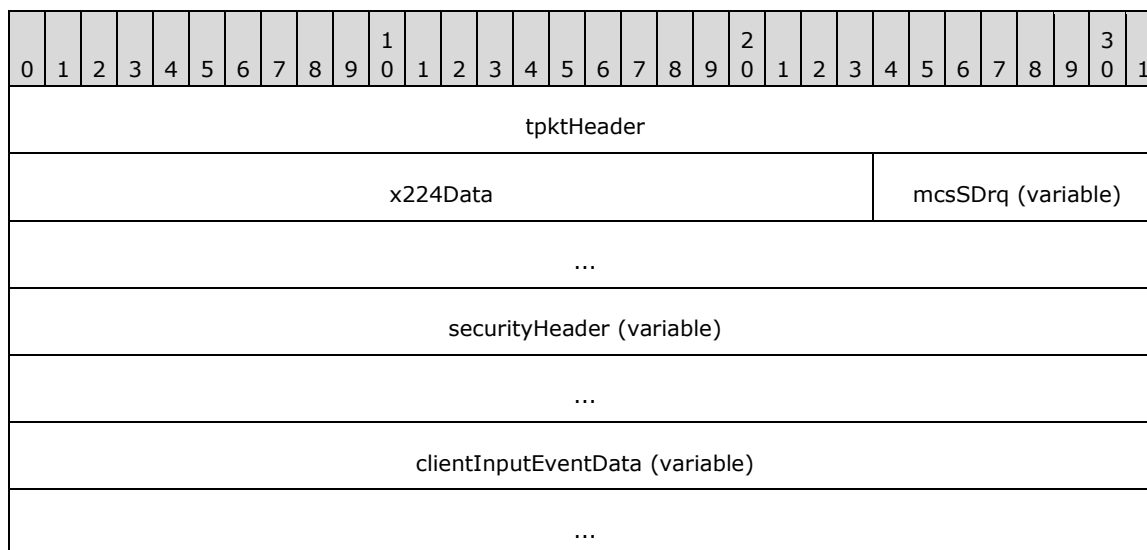 1 2 3
0 1 2 3 4 5 6 7 8 9 0 1 2 3 4 5 6 7 8 9 0 1 2 3 4 5 6 7 8 9 0 1
tpktHeader
x224Data mcsSDrq (variable)
...
securityHeader (variable)
...
clientInputEventData (variable)
...